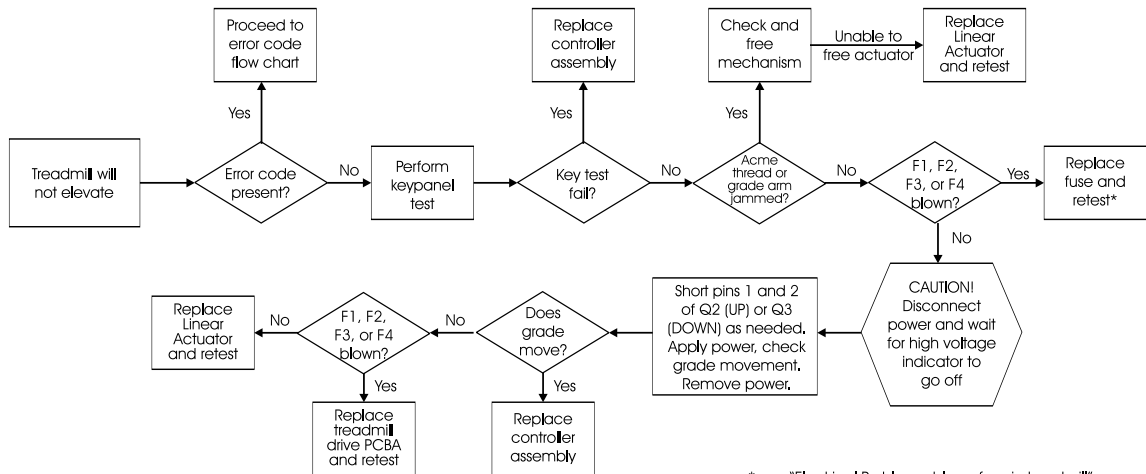 Proceed to
error code
flow chart
Replace
controller
assembly
Check and
free
mechanism
Unable to
free actuator
Replace
Linear
Actuator
and retest
Yes
Yes
Yes
Treadmill will
not elevate
Error code
present?
No
Perform
keypanel
test
Key test
fail?
No
Acme
thread or
grade arm
jammed?
No
F1, F2,
F3, or F4
blown?
Yes
Replace
fuse and
retest*
No
CAUTION!
Disconnect
power and wait
for high voltage
indicator to
go off
Short pins 1 and 2
of Q2 (UP) or Q3
(DOWN) as needed.
Apply power, check
grade movement.
Remove power.
Does
grade
move?
No
F1, F2,
F3, or F4
blown?
No
Replace
Linear
Actuator
and retest
Yes
Yes
Replace
treadmill
drive PCBA
and retest
Replace
controller
assembly